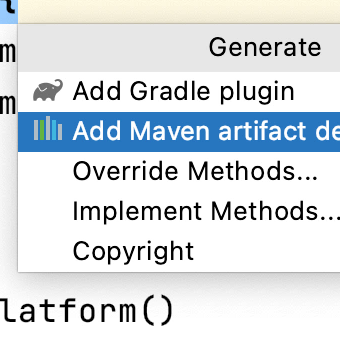 {
m
Generate
m
Add Gradle plugin
Add Maven artifact de
Override Methods...
Implement Methods...
Copyright
latform()